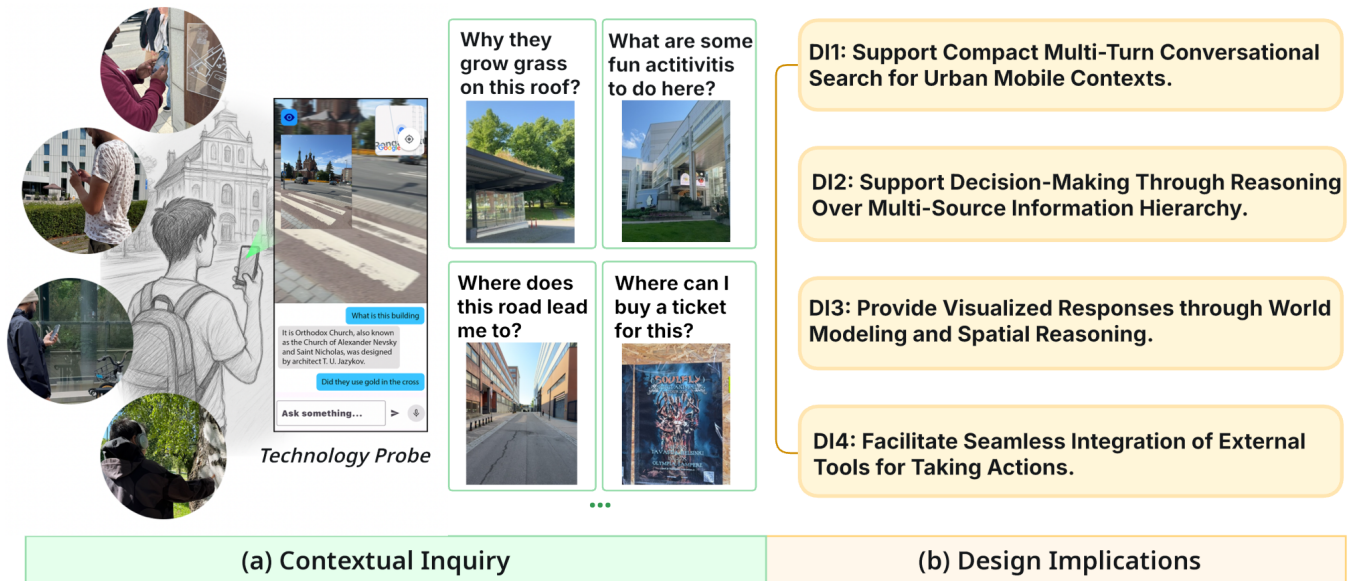 What is this building
It is Orthodox Church, also known
as the Church of Alexander Nevsky
and Saint Nicholas, was designed
by architect T. U. Jazykov.
Did they use gold in the cross
Ask something...
Technology Probe
Why they
grow grass
on this roof?
What are some
fun actitivitis
to do here?
Where does
this road lead
me to?
Where can I
buy a ticket
for this?
SOULFLY
...
(a) Contextual Inquiry
DI1: Support Compact Multi-Turn Conversational
Search for Urban Mobile Contexts.
DI2: Support Decision-Making Through Reasoning
Over Multi-Source Information Hierarchy.
DI3: Provide Visualized Responses through World
Modeling and Spatial Reasoning.
DI4: Facilitate Seamless Integration of External
Tools for Taking Actions.
(b) Design Implications